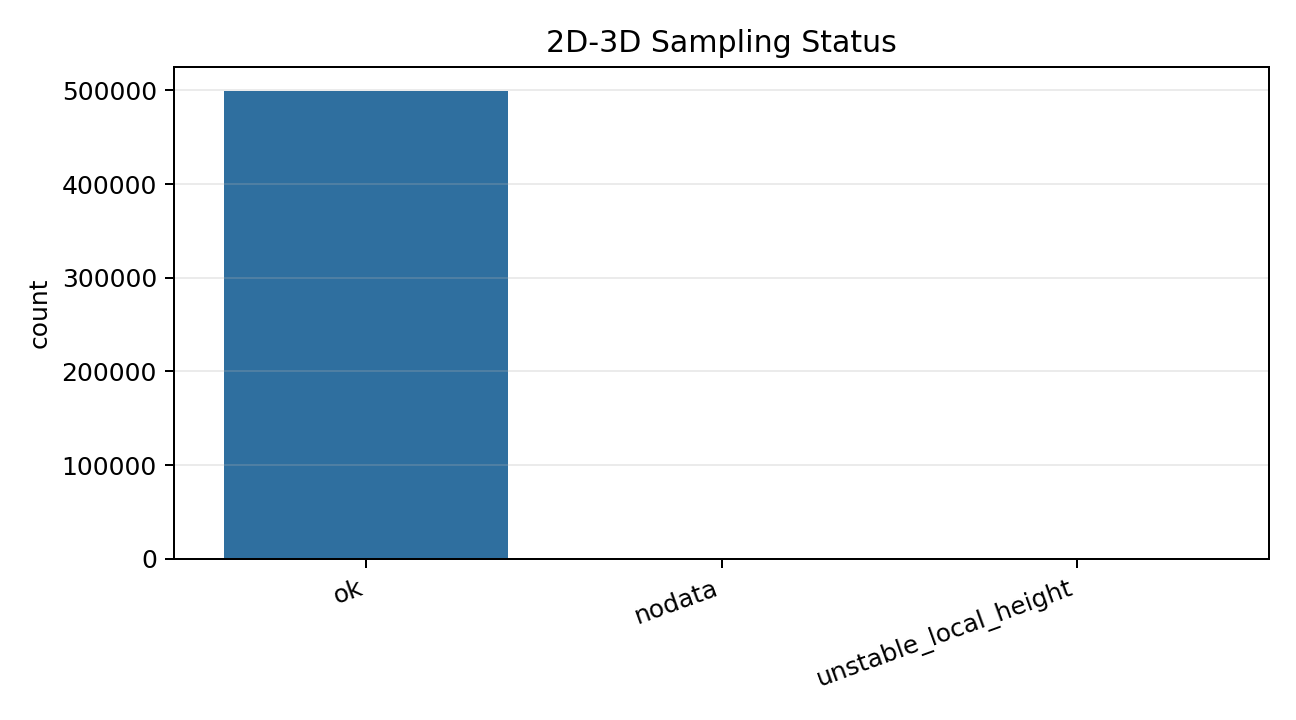 2D-3D Sampling Status
500000
400000
300000
200000
100000
0
count
ok
nodata
unstable_local_height